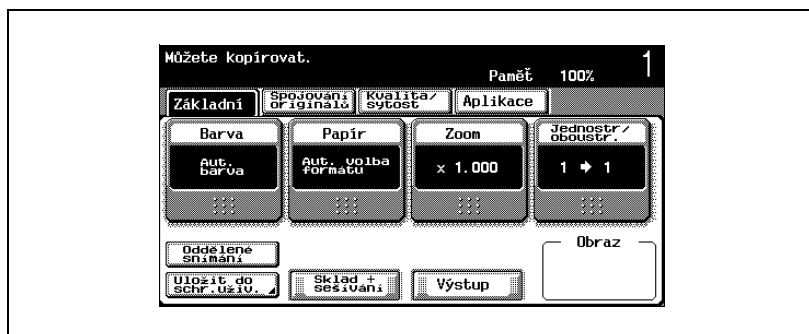 Můžete kopírovat.
Paměť 100% 1
Základní
Spojování
originálů
Kvalita/
sytost
Aplikace
Barva
Aut.
barva
Papír
Aut. volba
formátu
Zoom
x 1.000
Jednostr/
oboustr.
1 → 1
Oddělené
snímání
Uložit do
schr.uživ.
Sklad +
sešívání
Výstup
Obraz